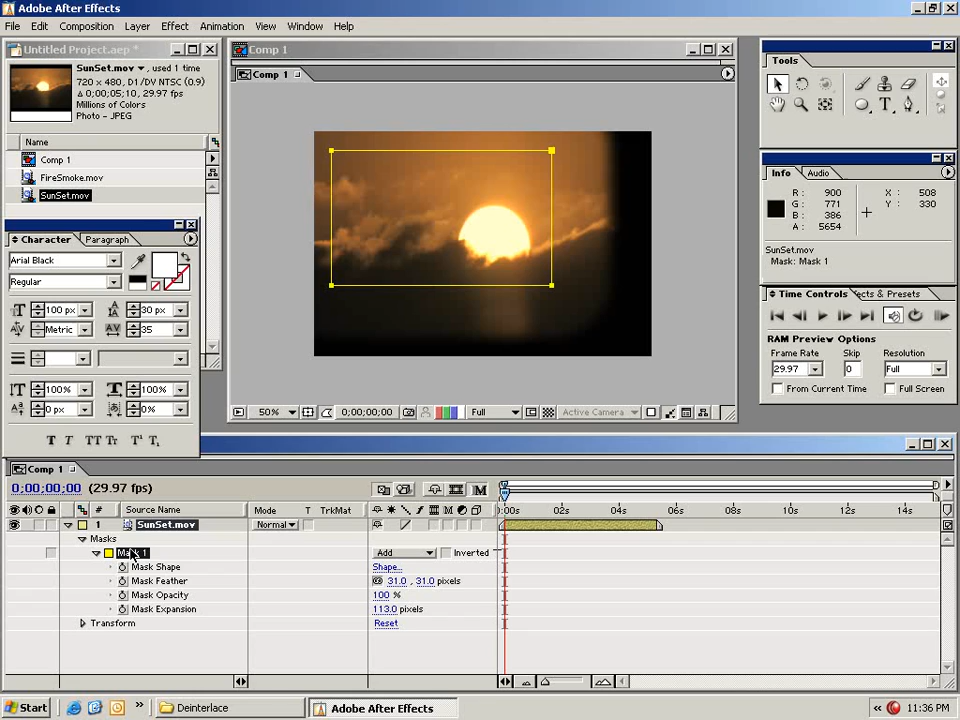 Adobe After Effects
File Edit Composition Layer Effect Animation View Window Help
Untitled Project.aep *
SunSet.mov ▼ , used 1 time
720 x 480, D1/DV NTSC (0.9)
Δ 0;00;05;10, 29.97 fps
Millions of Colors
Photo - JPEG
Name
Comp 1
FireSmoke.mov
SunSet.mov
Character Paragraph
Arial Black
Regular
100 px 30 px
Metric 35
100% 100%
0 px 0%
T T TT Tt T¹ T₁
Comp 1
Comp 1
50% 0;00;00;00 Full Active Camera
Tools
Info Audio
R: 900 X: 508
G: 771 Y: 330
B: 386
A: 5654
SunSet.mov
Mask: Mask 1
Time Controls ects & Presets
RAM Preview Options
Frame Rate Skip Resolution
29.97 0 Full
From Current Time Full Screen
Comp 1
0;00;00;00 (29.97 fps)
# Source Name Mode T TrkMat :00s 02s 04s 06s 08s 10s 12s 14s
1 SunSet.mov Normal
Masks
Add Inverted
Mask Shape Shape...
Mask Feather 31.0 , 31.0 pixels
Mask Opacity 100 %
Mask Expansion 113.0 pixels
Transform Reset
Start Deinterlace Adobe After Effects 11:36 PM